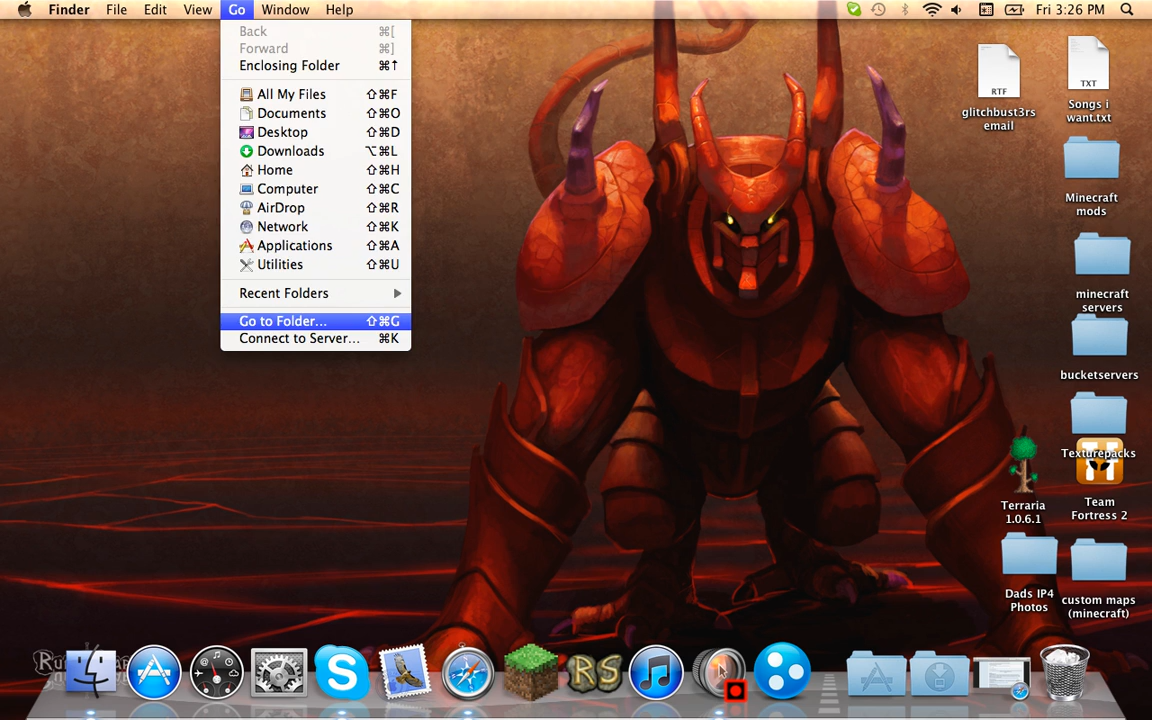 Finder File Edit View Go Window Help Fri 3:26 PM
Back ⌘[
Forward ⌘]
Enclosing Folder ⌘↑
All My Files ⇧⌘F
Documents ⇧⌘O
Desktop ⇧⌘D
Downloads ⌥⌘L
Home ⇧⌘H
Computer ⇧⌘C
AirDrop ⇧⌘R
Network ⇧⌘K
Applications ⇧⌘A
Utilities ⇧⌘U
Recent Folders
Go to Folder... ⇧⌘G
Connect to Server... ⌘K
RTF
glitchbust3rs
email
TXT
Songs i
want.txt
Minecraft
mods
minecraft
servers
bucketservers
Texturepacks
Terraria
1.0.6.1
Team
Fortress 2
Dads IP4
Photos
custom maps
(minecraft)
RS